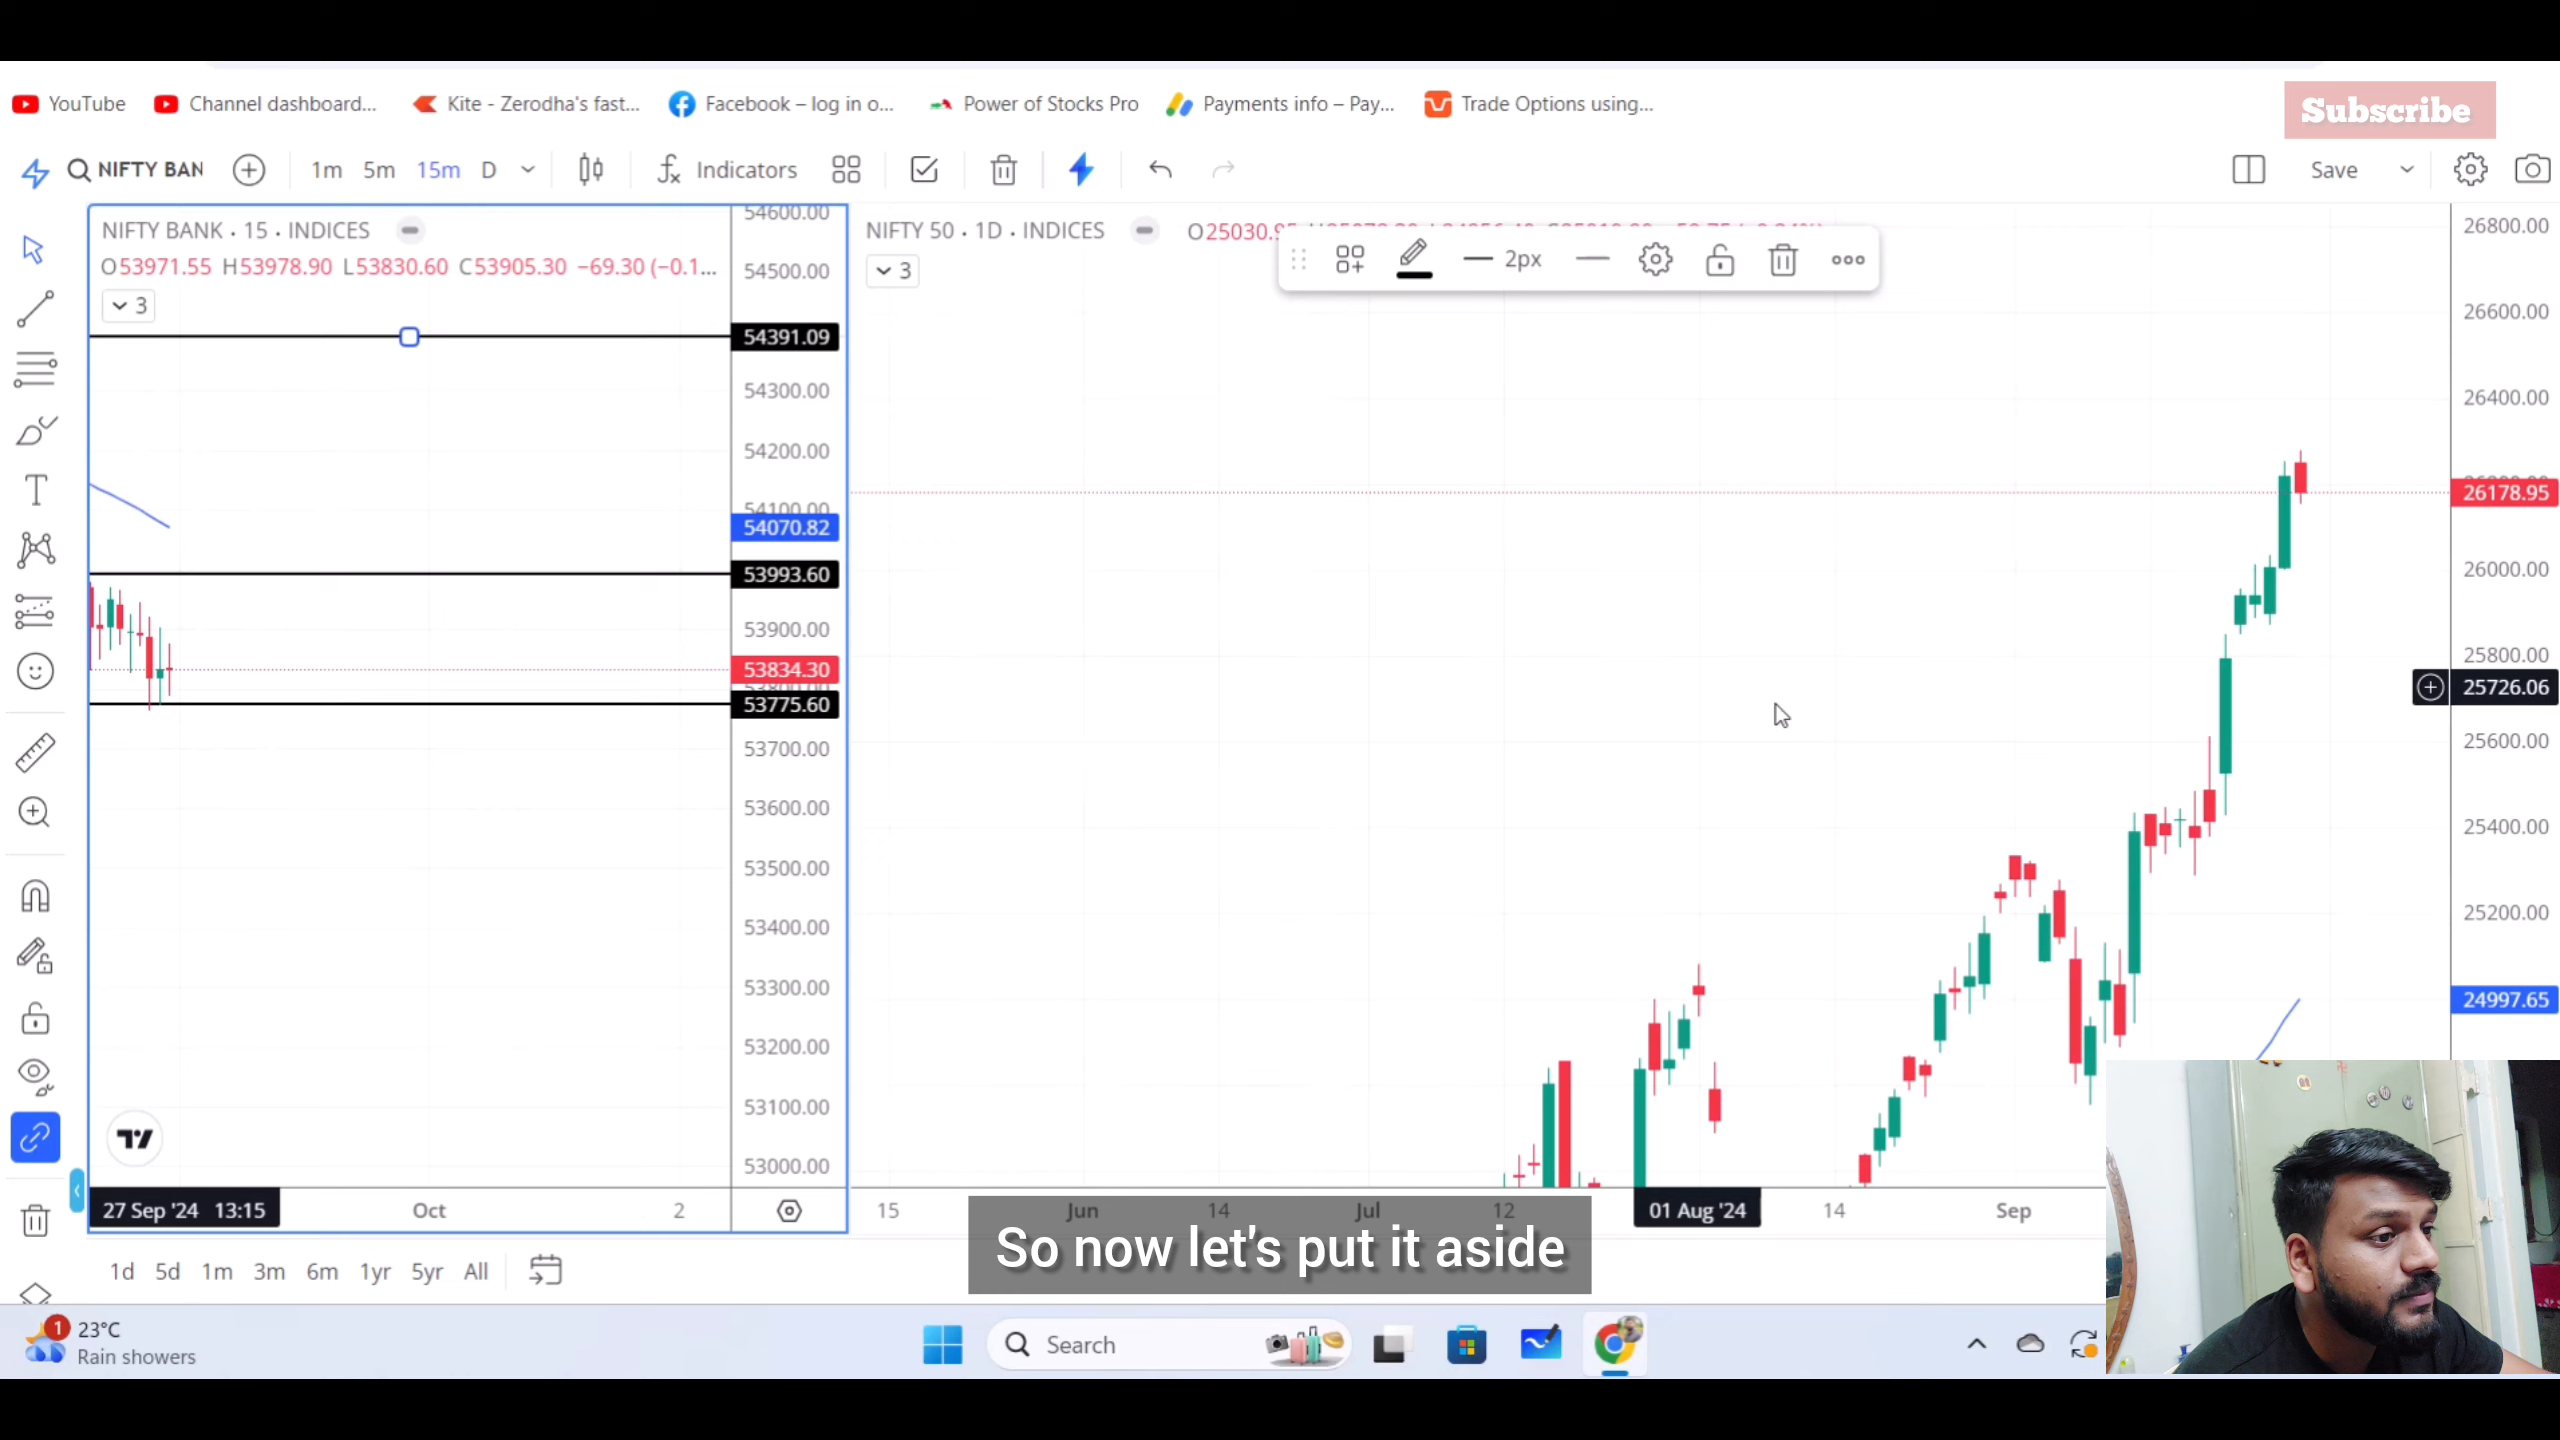 YouTube Channel dashboard... Kite - Zerodha's fast... Facebook – log in o... Power of Stocks Pro Payments info – Pay... Trade Options using...
Subscribe
NIFTY BAN 1m 5m 15m D Indicators Save
NIFTY BANK · 15 · INDICES
O53971.55 H53978.90 L53830.60 C53905.30 −69.30 (−0.1...
3
54600.00
54500.00
54391.09
54300.00
54200.00
54100.00
54070.82
53993.60
53900.00
53834.30
53775.60
53700.00
53600.00
53500.00
53400.00
53300.00
53200.00
53100.00
53000.00
27 Sep '24 13:15 Oct 2
NIFTY 50 · 1D · INDICES
3
2px
26800.00
26600.00
26400.00
26178.95
26000.00
25800.00
25726.06
25600.00
25400.00
25200.00
24997.65
15 Jun 14 Jul 12 01 Aug '24 14 Sep
So now let's put it aside
1d 5d 1m 3m 6m 1yr 5yr All
1
23°C
Rain showers
Search